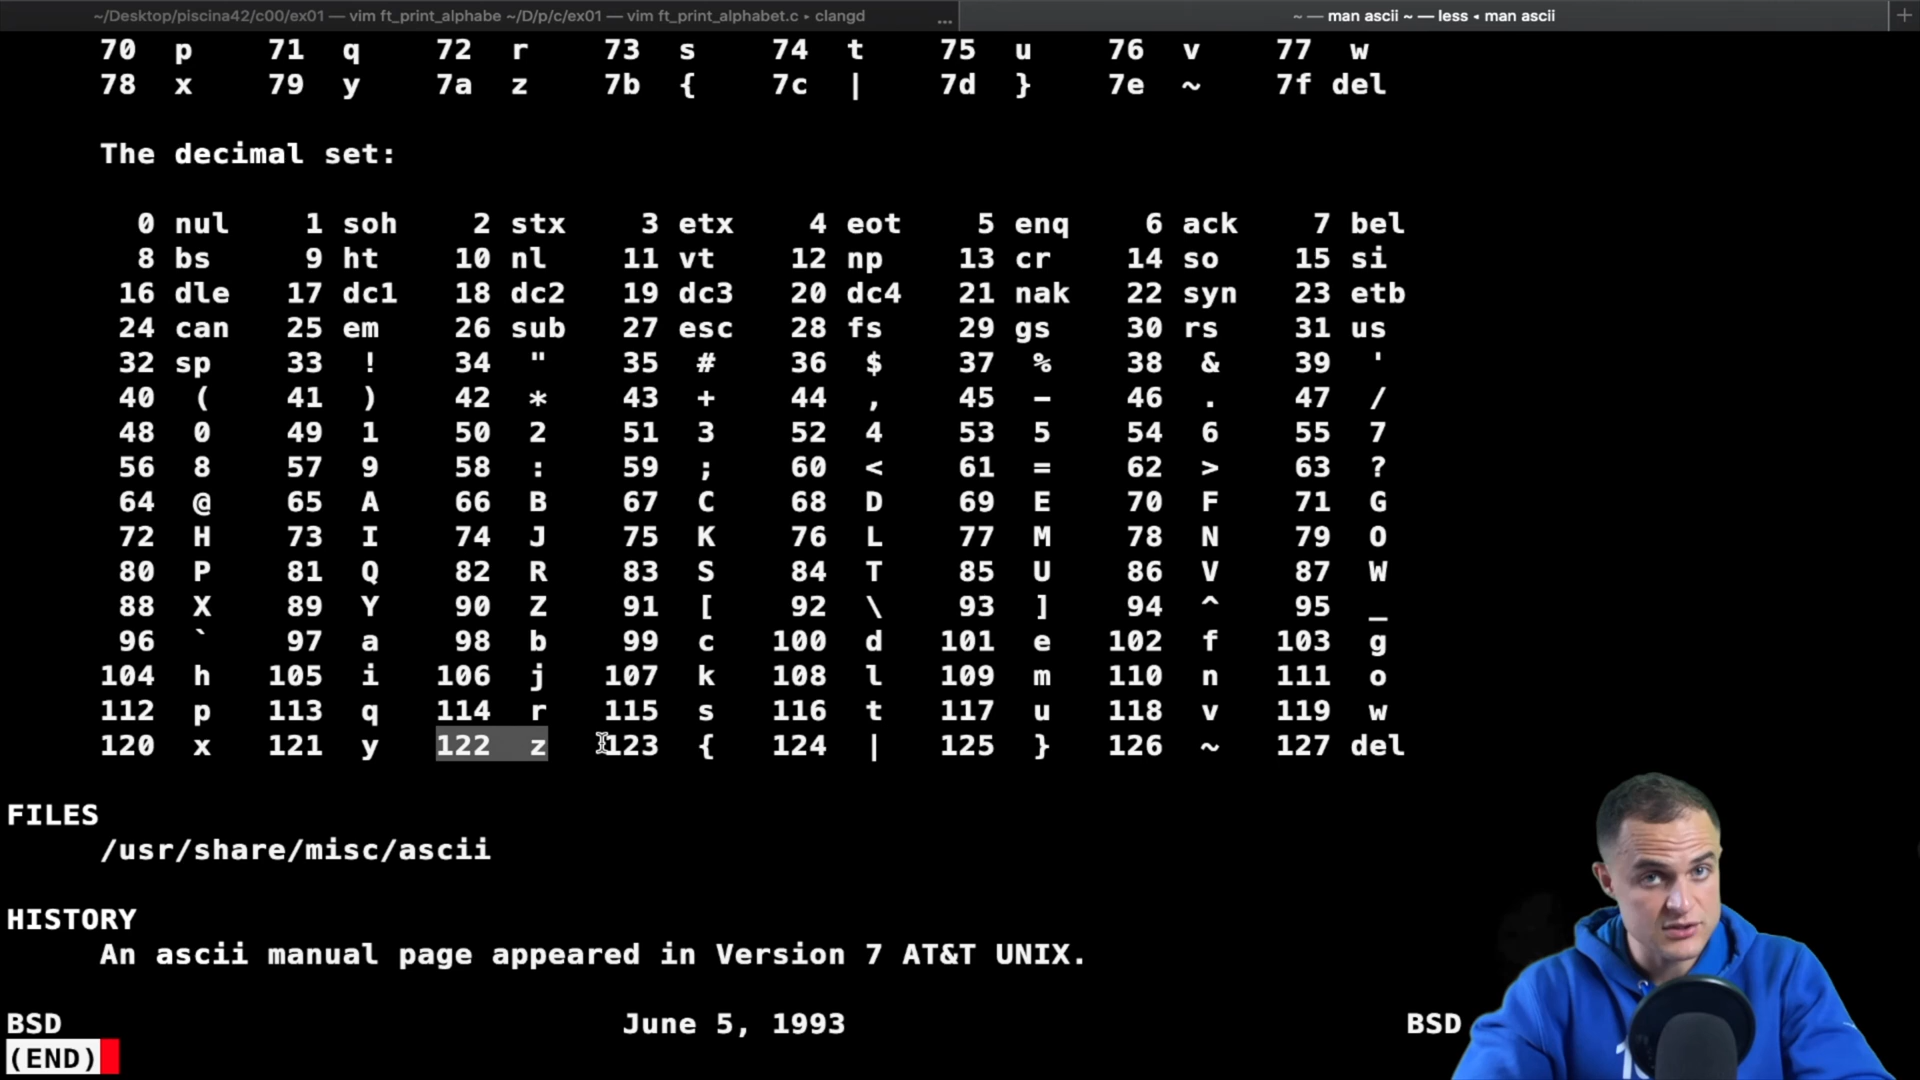 ~/Desktop/piscina42/c00/ex01 — vim ft_print_alphabe ~/D/p/c/ex01 — vim ft_print_alphabet.c ▸ clangd ...
~ — man ascii ~ — less ◂ man ascii +
70 p 71 q 72 r 73 s 74 t 75 u 76 v 77 w
78 x 79 y 7a z 7b { 7c | 7d } 7e ~ 7f del
The decimal set:
0 nul 1 soh 2 stx 3 etx 4 eot 5 enq 6 ack 7 bel
8 bs 9 ht 10 nl 11 vt 12 np 13 cr 14 so 15 si
16 dle 17 dc1 18 dc2 19 dc3 20 dc4 21 nak 22 syn 23 etb
24 can 25 em 26 sub 27 esc 28 fs 29 gs 30 rs 31 us
32 sp 33 ! 34 " 35 # 36 $ 37 % 38 & 39 '
40 ( 41 ) 42 * 43 + 44 , 45 - 46 . 47 /
48 0 49 1 50 2 51 3 52 4 53 5 54 6 55 7
56 8 57 9 58 : 59 ; 60 < 61 = 62 > 63 ?
64 @ 65 A 66 B 67 C 68 D 69 E 70 F 71 G
72 H 73 I 74 J 75 K 76 L 77 M 78 N 79 O
80 P 81 Q 82 R 83 S 84 T 85 U 86 V 87 W
88 X 89 Y 90 Z 91 [ 92 \ 93 ] 94 ^ 95 _
96 ` 97 a 98 b 99 c 100 d 101 e 102 f 103 g
104 h 105 i 106 j 107 k 108 l 109 m 110 n 111 o
112 p 113 q 114 r 115 s 116 t 117 u 118 v 119 w
120 x 121 y 122 z 123 { 124 | 125 } 126 ~ 127 del
FILES
/usr/share/misc/ascii
HISTORY
An ascii manual page appeared in Version 7 AT&T UNIX.
BSD June 5, 1993 BSD
(END)